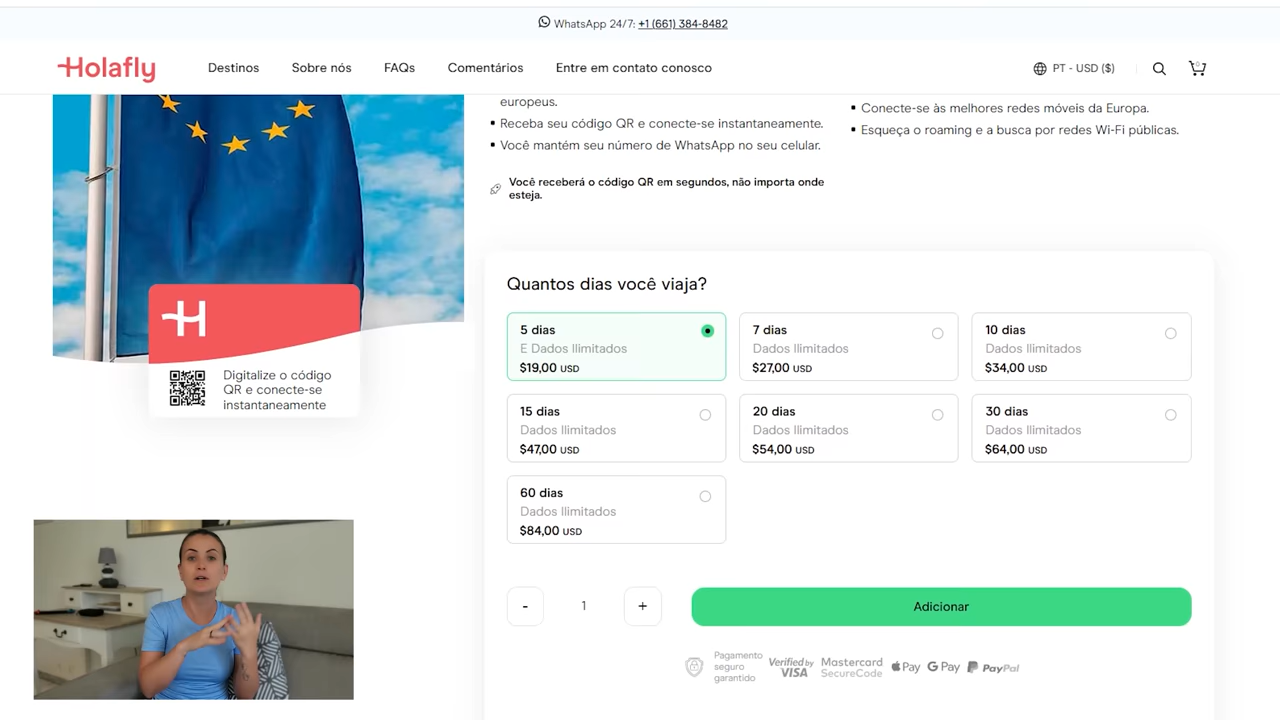 WhatsApp 24/7: +1 (661) 384-8482
Holafly
Destinos
Sobre nós
FAQs
Comentários
Entre em contato conosco
PT - USD ($)
europeus.
Receba seu código QR e conecte-se instantaneamente.
Você mantém seu número de WhatsApp no seu celular.
Conecte-se às melhores redes móveis da Europa.
Esqueça o roaming e a busca por redes Wi-Fi públicas.
Você receberá o código QR em segundos, não importa onde
esteja.
H
Digitalize o código
QR e conecte-se
instantaneamente
Quantos dias você viaja?
5 dias
E Dados Ilimitados
$19,00 USD
7 dias
Dados Ilimitados
$27,00 USD
10 dias
Dados Ilimitados
$34,00 USD
15 dias
Dados Ilimitados
$47,00 USD
20 dias
Dados Ilimitados
$54,00 USD
30 dias
Dados Ilimitados
$64,00 USD
60 dias
Dados Ilimitados
$84,00 USD
- 1 +
Adicionar
Pagamento
seguro
garantido
Verified by
VISA
Mastercard
SecureCode
Pay
G Pay
PayPal